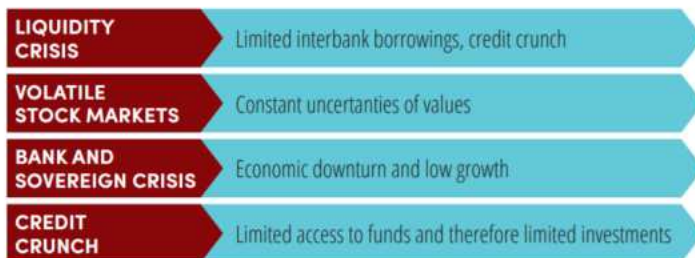 LIQUIDITY
CRISIS
Limited interbank borrowings, credit crunch
VOLATILE
STOCK MARKETS
Constant uncertanties of values
BANK AND
SOVEREIGN CRISIS
Economic downturn and low growth
CREDIT
CRUNCH
Limited access to funds and therefore limited investments